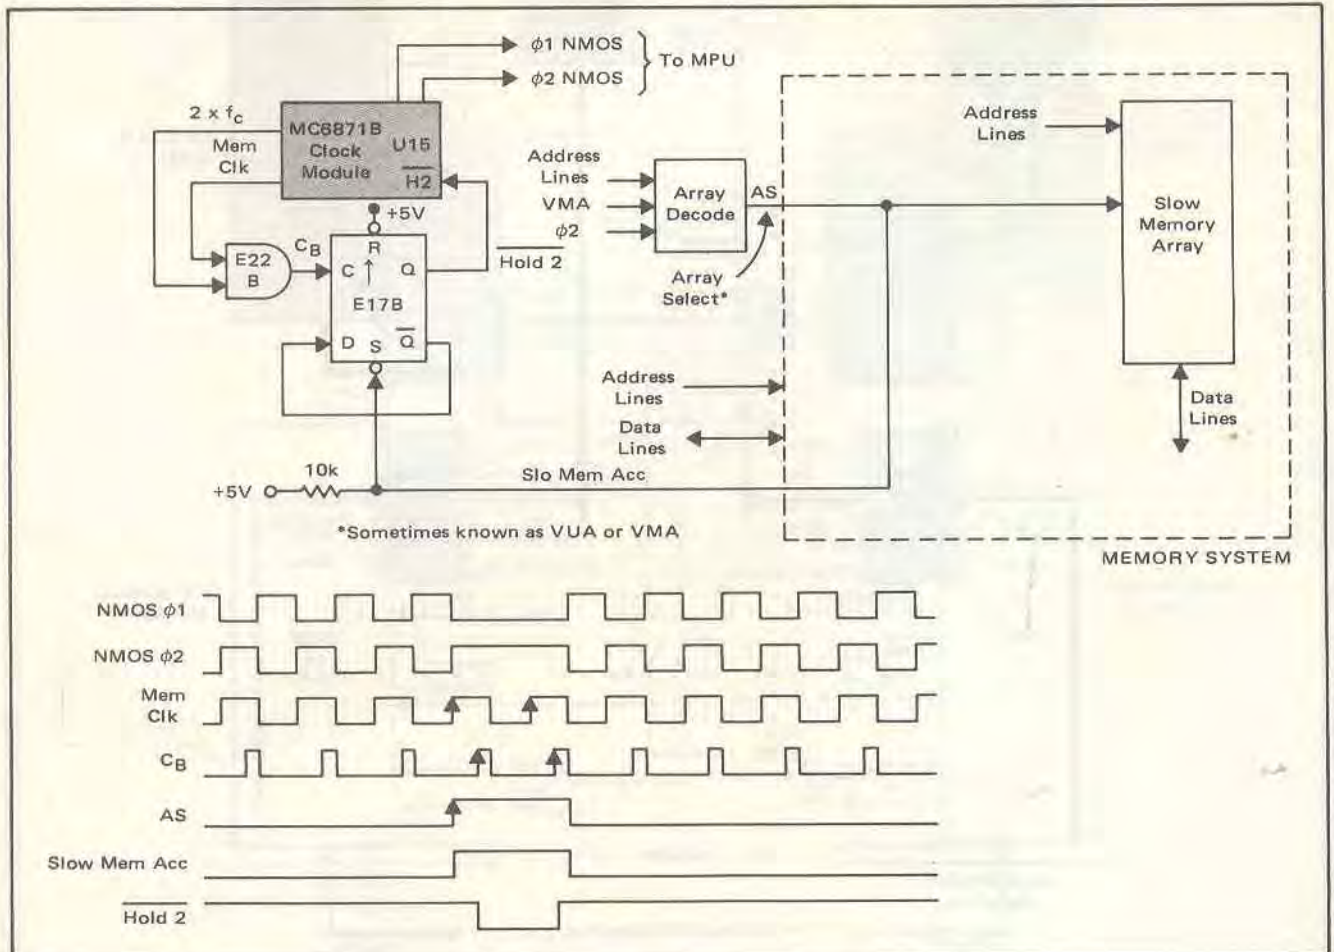 ϕ1 NMOS
ϕ2 NMOS
To MPU
2 x fc
Mem
Clk
MC6871B
Clock
Module
U15
H2
+5V
R
C
Q
E17B
D
S
Q
E22
B
CB
Hold 2
Address
Lines
VMA
ϕ2
Array
Decode
AS
Array
Select*
Address
Lines
Slow
Memory
Array
Data
Lines
Address
Lines
Data
Lines
+5V
10k
Slo Mem Acc
*Sometimes known as VUA or VMA
MEMORY SYSTEM
NMOS ϕ1
NMOS ϕ2
Mem
Clk
CB
AS
Slow Mem Acc
Hold 2